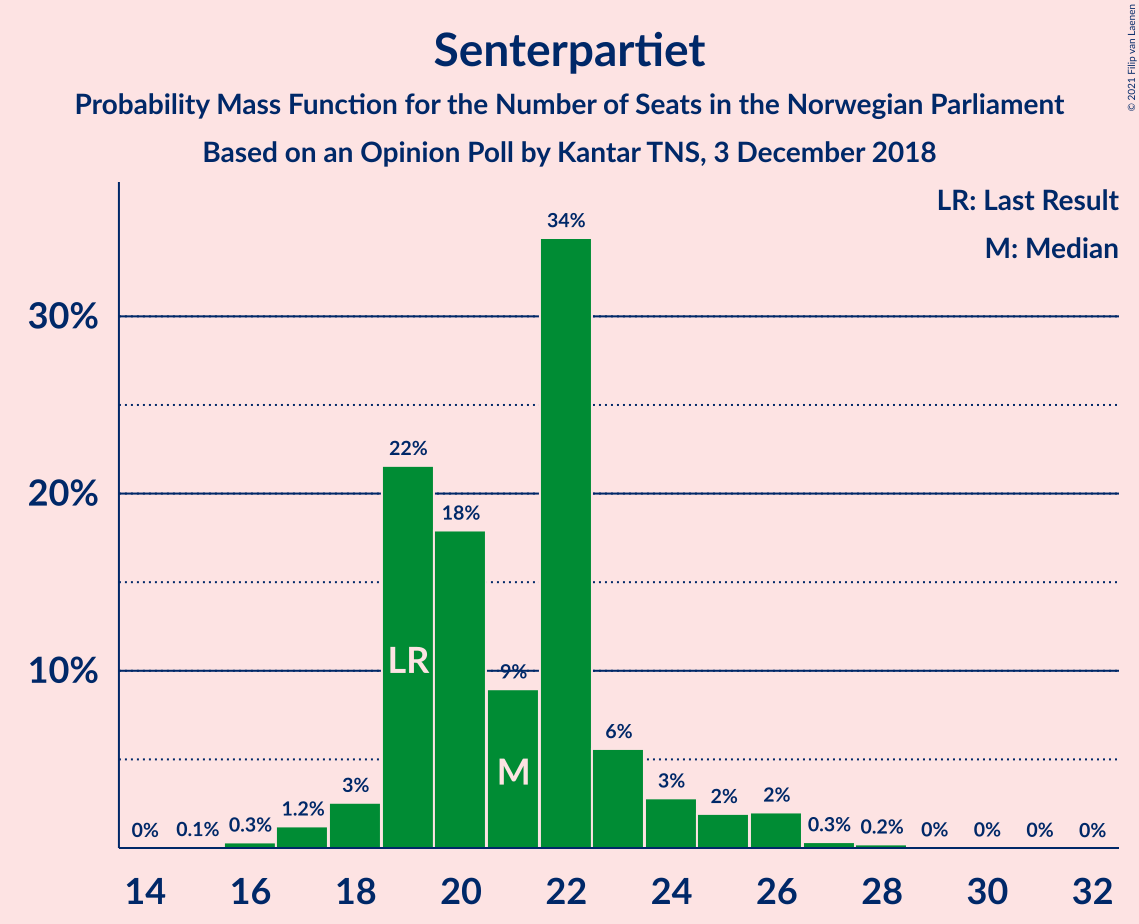 Senterpartiet
Probability Mass Function for the Number of Seats in the Norwegian Parliament
Based on an Opinion Poll by Kantar TNS, 3 December 2018
© 2021 Filip van Laenen
LR: Last Result
M: Median
30%
20%
10%
0%
0.1%
0.3%
1.2%
3%
22%
18%
9%
34%
6%
3%
2%
2%
0.3%
0.2%
0%
0%
0%
0%
LR
M
14 16 18 20 22 24 26 28 30 32